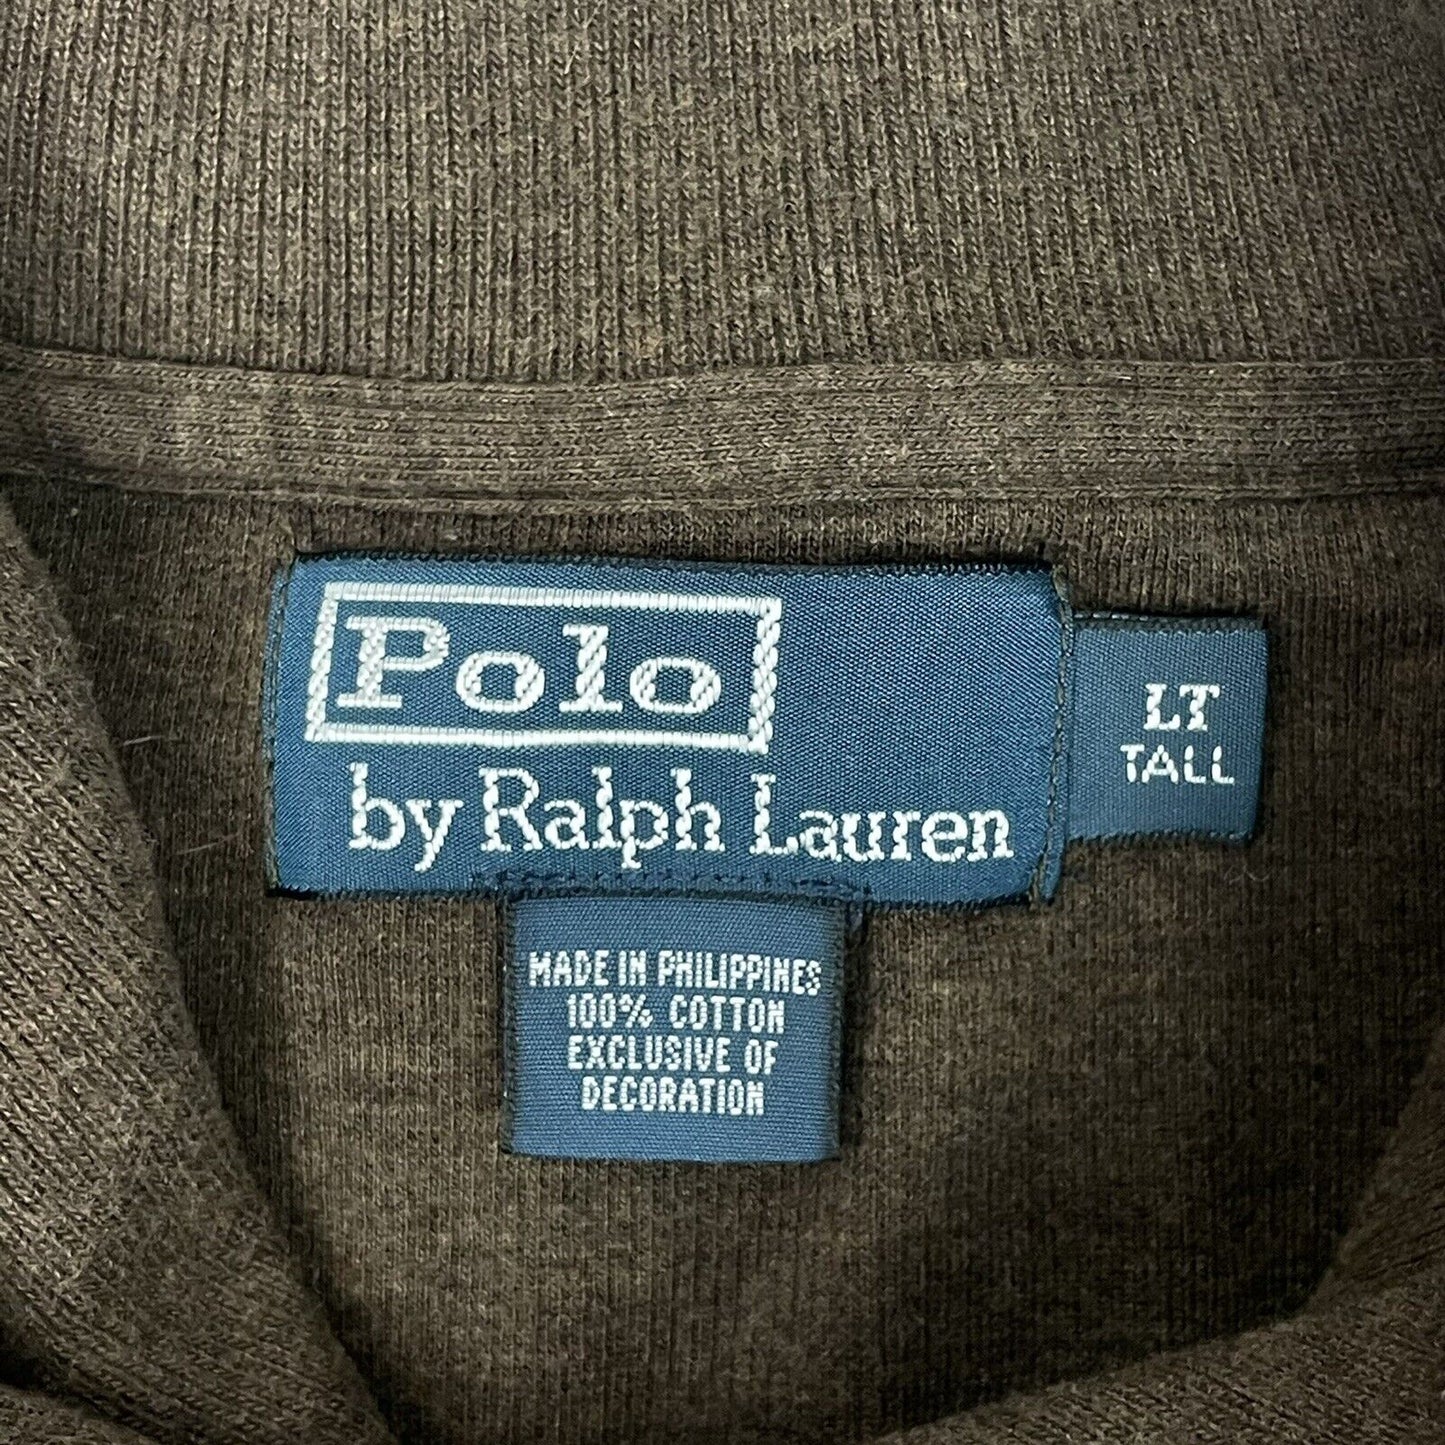 Polo
by Ralph Lauren
LT
TALL
MADE IN PHILIPPINES
100% COTTON
EXCLUSIVE OF
DECORATION